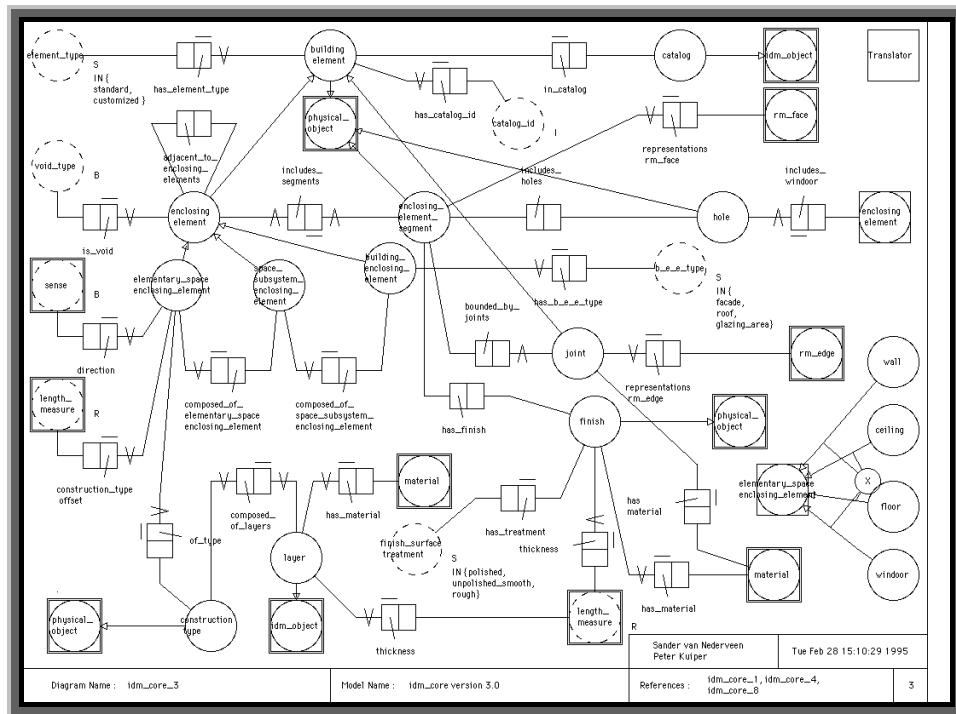 element_type
S
IN {
standard,
customized }
has_element_type
building
element
has_catalog_id
catalog_id
I
in_catalog
catalog
idm_object
Translator
physical_
object
rm_face
representations
rm_face
adjacent_to
enclosing_
elements
void_type
B
is_void
enclosing
element
includes_
segments
enclosing_
element_
segment
includes_
holes
hole
includes_
windoor
enclosing
element
sense
B
direction
elementary_space
enclosing_element
space_
subsystem_
enclosing_
element
building_
enclosing_
element
has_b_e_e_type
b_e_e_type
S
IN {
facade,
roof,
glazing_area}
bounded_by_
joints
joint
representations
rm_edge
rm_edge
length_
measure
R
construction_type
offset
composed_of_
elementary_space
enclosing_element
composed_of_
space_subsystem_
enclosing_element
has_finish
finish
physical_
object
wall
ceiling
X
floor
windoor
elementary_space
enclosing_element
of_type
composed_
of_layers
has_material
material
layer
finish_surface
treatment
S
IN {polished,
unpolished_smooth,
rough}
has_treatment
thickness
has
material
has_material
material
physical_
object
construction
type
idm_object
thickness
length_
measure
R
Sander van Nederveen
Peter Kuiper
Tue Feb 28 15:10:29 1995
Diagram Name : idm_core_3
Model Name : idm_core version 3.0
References : idm_core_1, idm_core_4,
idm_core_8
3